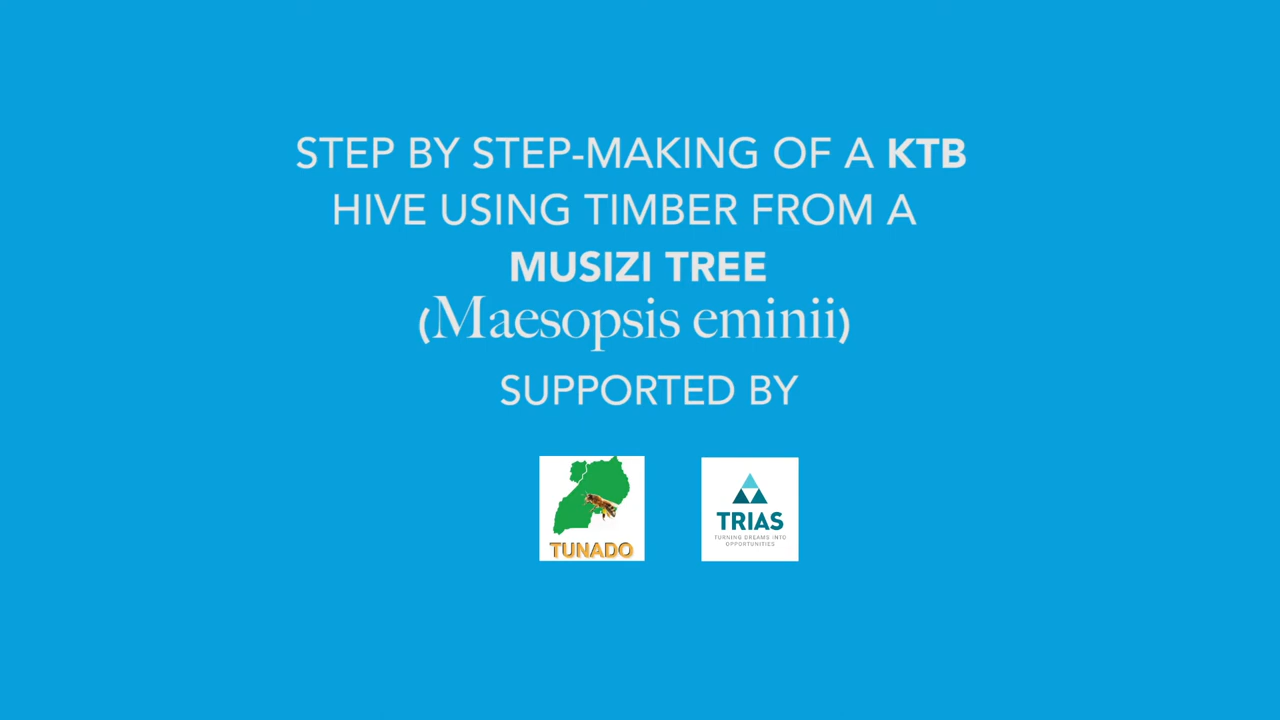 STEP BY STEP-MAKING OF A KTB
HIVE USING TIMBER FROM A
MUSIZI TREE
(Maesopsis eminii)
SUPPORTED BY
TUNADO
TRIAS
TURNING DREAMS INTO
OPPORTUNITIES